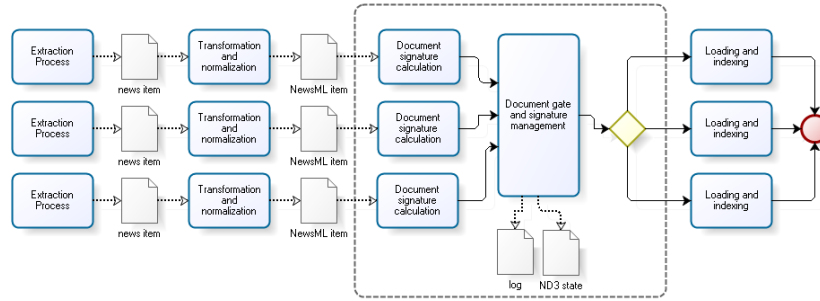 Extraction
Process
news item
Transformation
and
normalization
NewsML item
Document
signature
calculation
Loading and
indexing
Extraction
Process
news item
Transformation
and
normalization
NewsML item
Document
signature
calculation
Document gate
and signature
management
Loading and
indexing
Extraction
Process
news item
Transformation
and
normalization
NewsML item
Document
signature
calculation
Loading and
indexing
log
ND3 state